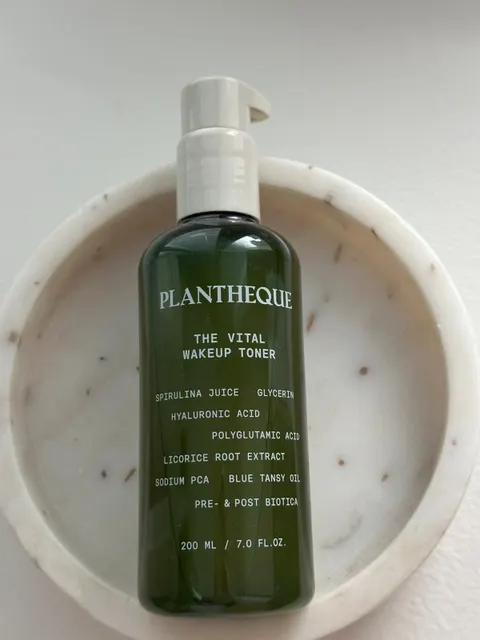 PLANTHEQUE
THE VITAL
WAKEUP TONER
SPIRULINA JUICE GLYCERIN
HYALURONIC ACID
POLYGLUTAMIC ACID
LICORICE ROOT EXTRACT
SODIUM PCA BLUE TANSY OIL
PRE- & POST BIOTICA
200 ML / 7.0 FL.OZ.